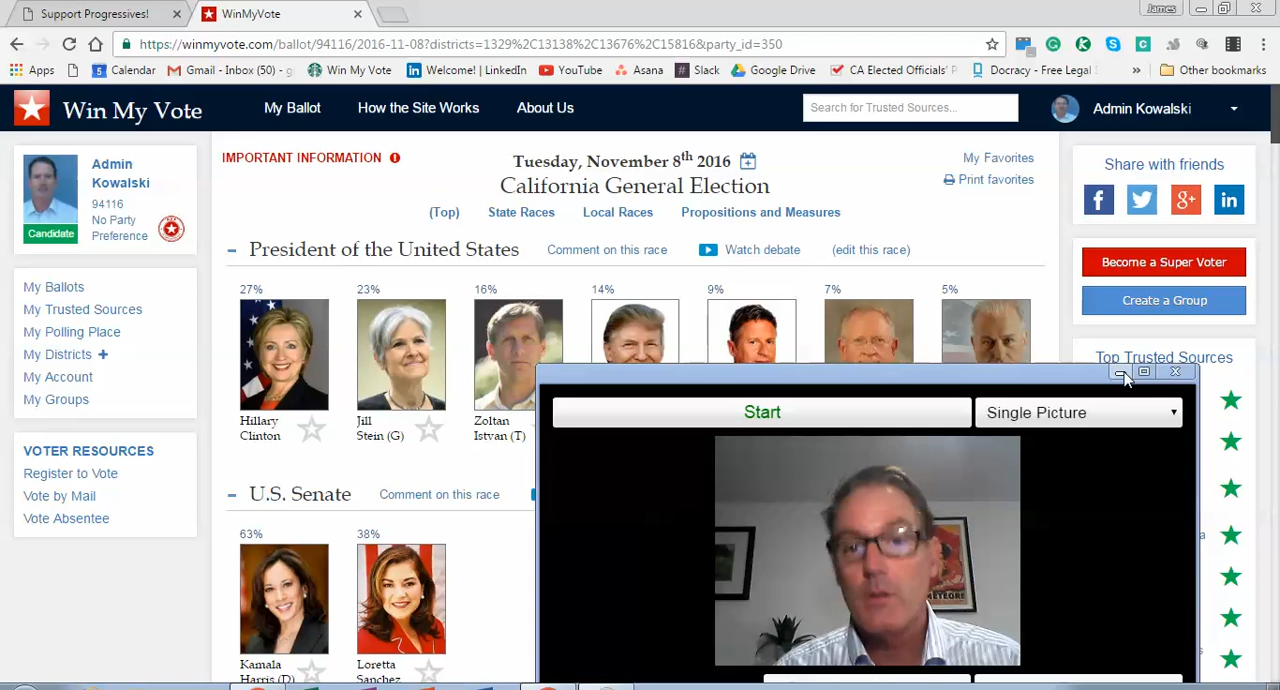 Support Progressives!
WinMyVote
James
https://winmyvote.com/ballot/94116/2016-11-08?districts=1329%2C13138%2C13676%2C15816&party_id=350
Apps
Calendar
Gmail - Inbox (50) - g
Win My Vote
Welcome! | LinkedIn
YouTube
Asana
Slack
Google Drive
CA Elected Officials' P
Docracy - Free Legal
»
Other bookmarks
Win My Vote
My Ballot
How the Site Works
About Us
Search for Trusted Sources...
Admin Kowalski
Admin
Kowalski
94116
No Party
Preference
Candidate
My Ballots
My Trusted Sources
My Polling Place
My Districts +
My Account
My Groups
VOTER RESOURCES
Register to Vote
Vote by Mail
Vote Absentee
IMPORTANT INFORMATION
Tuesday, November 8th 2016
California General Election
My Favorites
Print favorites
(Top)
State Races
Local Races
Propositions and Measures
– President of the United States
Comment on this race
Watch debate
(edit this race)
27%
23%
16%
14%
9%
7%
5%
Hillary
Clinton
Jill
Stein (G)
Zoltan
Istvan (T)
– U.S. Senate
Comment on this race
63%
38%
Kamala
Harris (D)
Loretta
Sanchez
Share with friends
Become a Super Voter
Create a Group
Top Trusted Sources
Start
Single Picture
METEORE